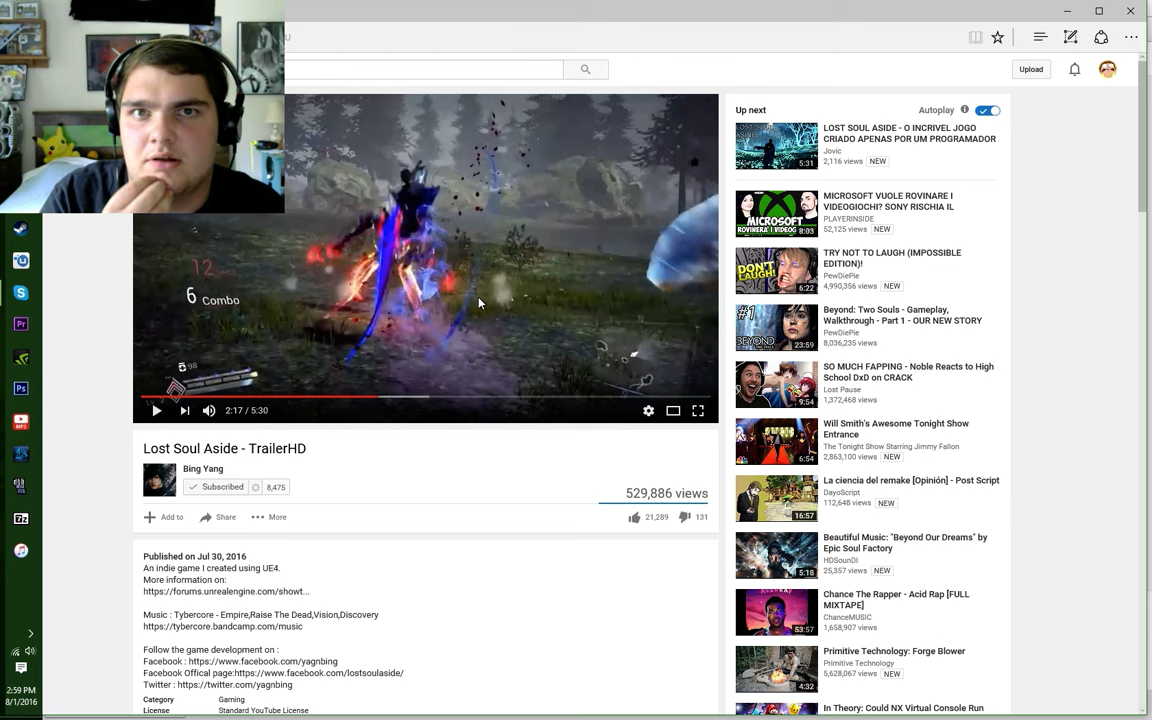 U
Upload
12
6 Combo
98
2:17 / 5:30
Lost Soul Aside - TrailerHD
Bing Yang
Subscribed 8,475
529,886 views
Add to Share More 21,289 131
Published on Jul 30, 2016
An indie game I created using UE4.
More information on:
https://forums.unrealengine.com/showt...
Music : Tybercore - Empire,Raise The Dead,Vision,Discovery
https://tybercore.bandcamp.com/music
Follow the game development on :
Facebook : https://www.facebook.com/yagnbing
Facebook Offical page:https://www.facebook.com/lostsoulaside/
Twitter : https://twitter.com/yagnbing
Category Gaming
License Standard YouTube License
Up next Autoplay
LOST SOUL ASIDE - O INCRIVEL JOGO
CRIADO APENAS POR UM PROGRAMADOR
Jovic
2,116 views NEW
5:31
MICROSOFT VUOLE ROVINARE I
VIDEOGIOCHI? SONY RISCHIA IL
PLAYERINSIDE
52,125 views NEW
MICROSOFT
ROVINERA' I VIDEOG
8:03
TRY NOT TO LAUGH (IMPOSSIBLE
EDITION)!
PewDiePie
4,990,356 views NEW
DON'T
LAUGH!
6:22
Beyond: Two Souls - Gameplay,
Walkthrough - Part 1 - OUR NEW STORY
PewDiePie
8,036,235 views
#1
BEYOND
23:59
SO MUCH FAPPING - Noble Reacts to High
School DxD on CRACK
Lost Pause
1,372,468 views
9:54
Will Smith's Awesome Tonight Show
Entrance
The Tonight Show Starring Jimmy Fallon
2,863,100 views NEW
6:54
La ciencia del remake [Opinión] - Post Script
DayoScript
112,648 views NEW
16:57
Beautiful Music: "Beyond Our Dreams" by
Epic Soul Factory
HDSounDI
25,357 views NEW
5:18
Chance The Rapper - Acid Rap [FULL
MIXTAPE]
ChanceMUSIC
1,658,907 views
53:57
Primitive Technology: Forge Blower
Primitive Technology
5,628,067 views NEW
4:32
In Theory: Could NX Virtual Console Run
Pr
Ps
MP3
7z
2:59 PM
8/1/2016